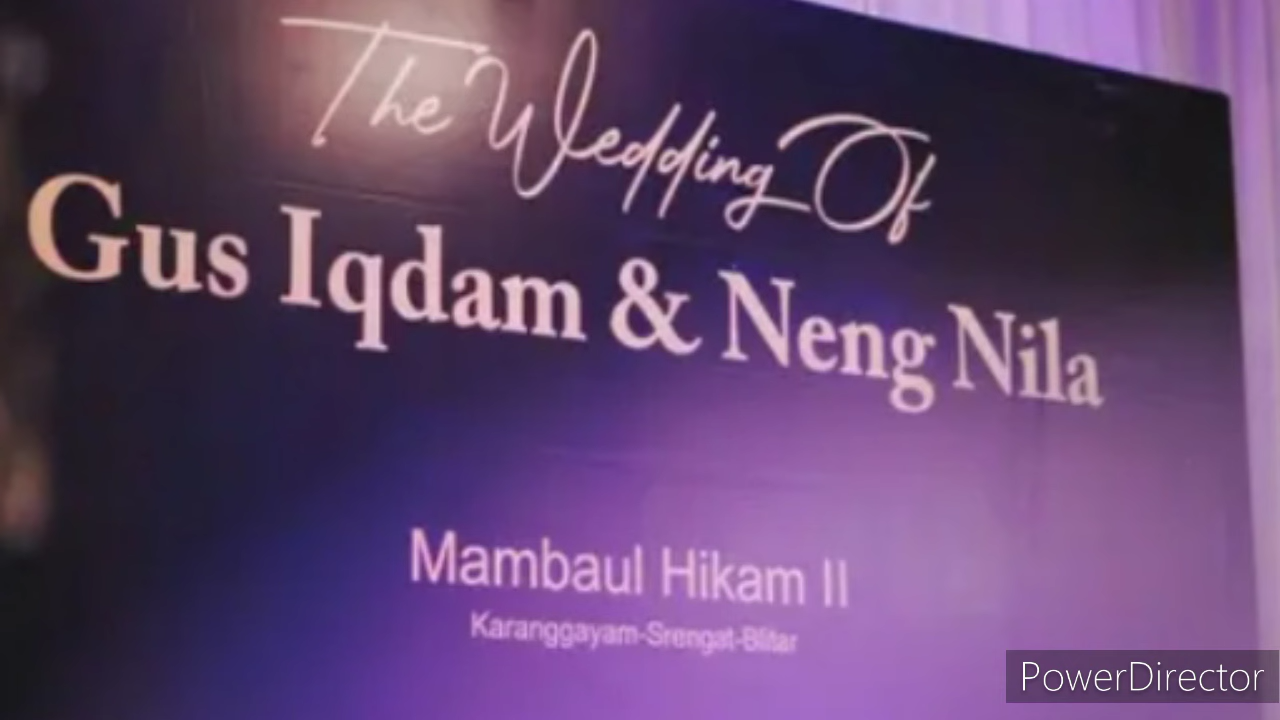 The Wedding Of
Gus Iqdam & Neng Nila
Mambaul Hikam II
Karanggayam-Srengat-Blitar
PowerDirector